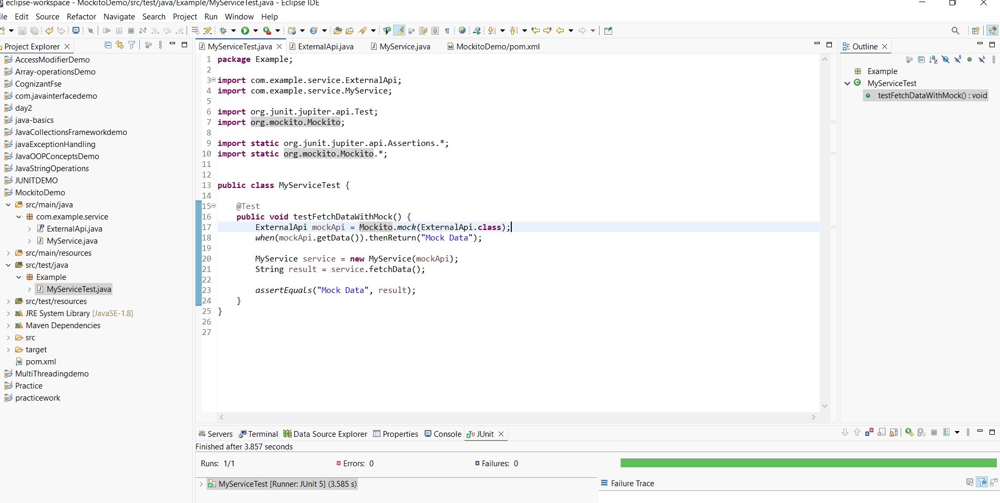 eclipse-workspace - MockitoDemo/src/test/java/Example/MyServiceTest.java - Eclipse IDE
ile Edit Source Refactor Navigate Search Project Run Window Help
Project Explorer
AccessModifierDemo
Array-operationsDemo
CognizantFse
com.javainterfacedemo
day2
java-basics
JavaCollectionsFrameworkdemo
javaExceptionHandling
JavaOOPConceptsDemo
JavaStringOperations
JUNITDEMO
MockitoDemo
src/main/java
com.example.service
ExternalApi.java
MyService.java
src/main/resources
src/test/java
Example
MyServiceTest.java
src/test/resources
JRE System Library [JavaSE-1.8]
Maven Dependencies
src
target
pom.xml
MultiThreadingdemo
Practice
practicework
MyServiceTest.java ExternalApi.java MyService.java MockitoDemo/pom.xml
1 package Example;
2
3 import com.example.service.ExternalApi;
4 import com.example.service.MyService;
5
6 import org.junit.jupiter.api.Test;
7 import org.mockito.Mockito;
8
9 import static org.junit.jupiter.api.Assertions.*;
10 import static org.mockito.Mockito.*;
11
12
13 public class MyServiceTest {
14
15 @Test
16 public void testFetchDataWithMock() {
17 ExternalApi mockApi = Mockito.mock(ExternalApi.class);
18 when(mockApi.getData()).thenReturn("Mock Data");
19
20 MyService service = new MyService(mockApi);
21 String result = service.fetchData();
22
23 assertEquals("Mock Data", result);
24 }
25 }
26
27
Outline
Example
MyServiceTest
testFetchDataWithMock() : void
Servers Terminal Data Source Explorer Properties Console JUnit
Finished after 3.857 seconds
Runs: 1/1 Errors: 0 Failures: 0
MyServiceTest [Runner: JUnit 5] (3.585 s)
Failure Trace